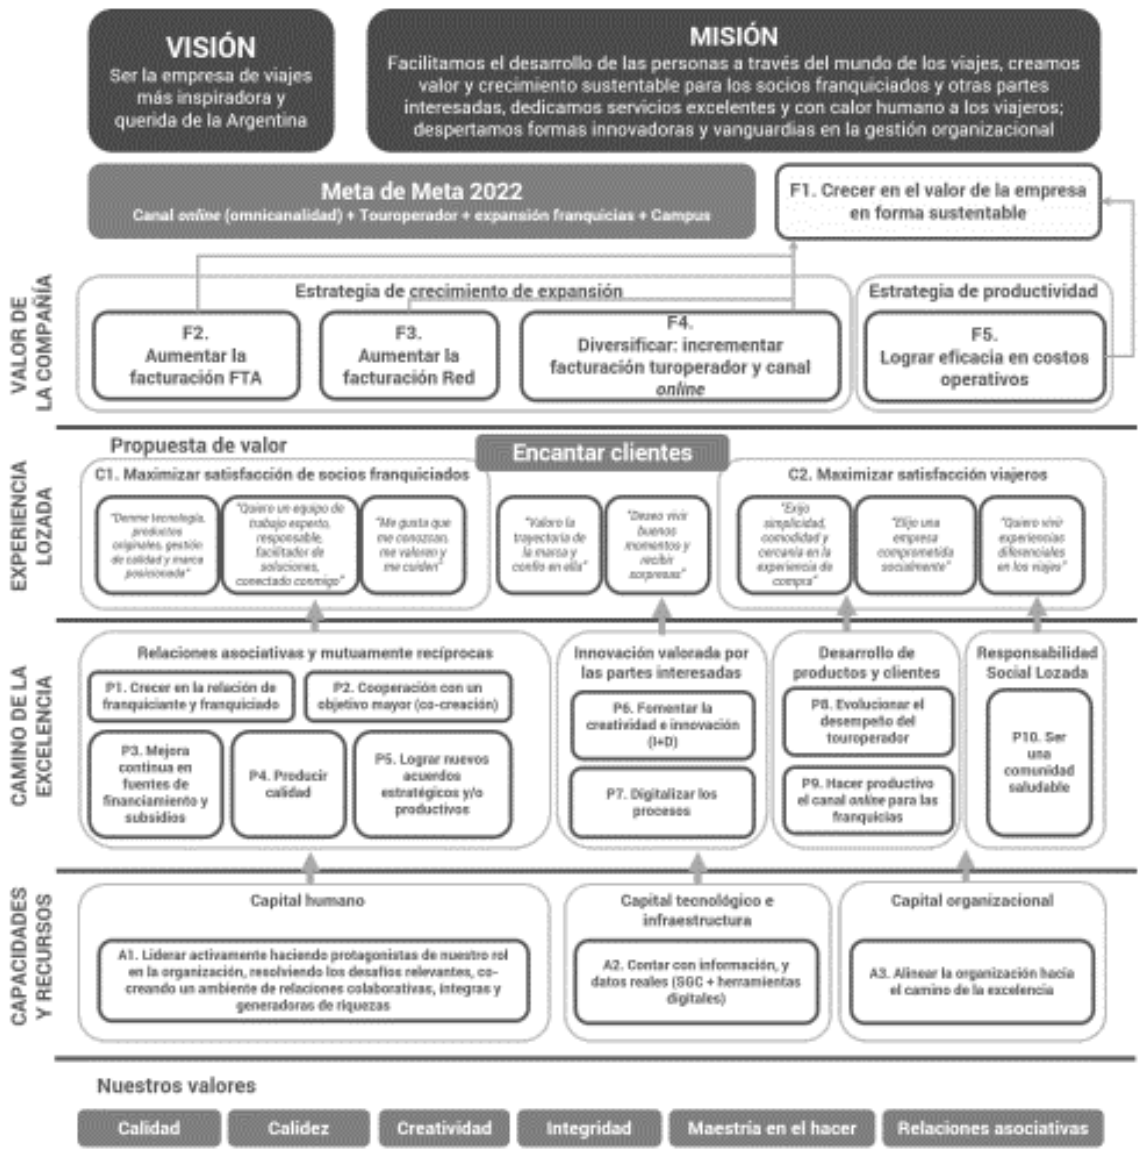 VISIÓN
Ser la empresa de viajes
más inspiradora y
querida de la Argentina
MISIÓN
Facilitamos el desarrollo de las personas a través del mundo de los viajes, creamos
valor y crecimiento sustentable para los socios franquiciados y otras partes
interesadas, dedicamos servicios excelentes y con calor humano a los viajeros;
despertamos formas innovadoras y vanguardias en la gestión organizacional
Meta de Meta 2022
Canal online (omnicanalidad) + Touroperador + expansión franquicias + Campus
F1. Crecer en el valor de la empresa
en forma sustentable
VALOR DE
LA COMPAÑÍA
Estrategia de crecimiento de expansión
F2.
Aumentar la
facturación FTA
F3.
Aumentar la
facturación Red
F4.
Diversificar: incrementar
facturación turoperador y canal
online
Estrategia de productividad
F5.
Lograr eficacia en costos
operativos
EXPERIENCIA
LOZADA
Propuesta de valor
Encantar clientes
C1. Maximizar satisfacción de socios franquiciados
"Denme tecnología,
productos
originales, gestión
de calidad y marca
posicionada"
"Quiero un equipo de
trabajo experto,
responsable,
facilitador de
soluciones,
conectado conmigo"
"Me gusta que
me conozcan,
me valoren y
me cuiden"
"Valoro la
trayectoria de
la marca y
confío en ella"
"Deseo vivir
buenos
momentos y
recibir
sorpresas"
C2. Maximizar satisfacción viajeros
"Exijo
simplicidad,
comodidad y
cercanía en la
experiencia de
compra"
"Elijo una
empresa
comprometida
socialmente"
"Quiero vivir
experiencias
diferenciales
en los viajes"
CAMINO DE LA
EXCELENCIA
Relaciones asociativas y mutuamente recíprocas
P1. Crecer en la relación de
franquiciante y franquiciado
P2. Cooperación con un
objetivo mayor (co-creación)
P3. Mejora
continua en
fuentes de
financiamiento y
subsidios
P4. Producir
calidad
P5. Lograr nuevos
acuerdos
estratégicos y/o
productivos
Innovación valorada por
las partes interesadas
P6. Fomentar la
creatividad e innovación
(I+D)
P7. Digitalizar los
procesos
Desarrollo de
productos y clientes
P8. Evolucionar el
desempeño del
touroperador
P9. Hacer productivo
el canal online para las
franquicias
Responsabilidad
Social Lozada
P10. Ser
una
comunidad
saludable
CAPACIDADES
Y RECURSOS
Capital humano
A1. Liderar activamente haciendo protagonistas de nuestro rol
en la organización, resolviendo los desafíos relevantes, co-
creando un ambiente de relaciones colaborativas, íntegras y
generadoras de riquezas
Capital tecnológico e
infraestructura
A2. Contar con información, y
datos reales (SGC + herramientas
digitales)
Capital organizacional
A3. Alinear la organización hacia
el camino de la excelencia
Nuestros valores
Calidad
Calidez
Creatividad
Integridad
Maestría en el hacer
Relaciones asociativas